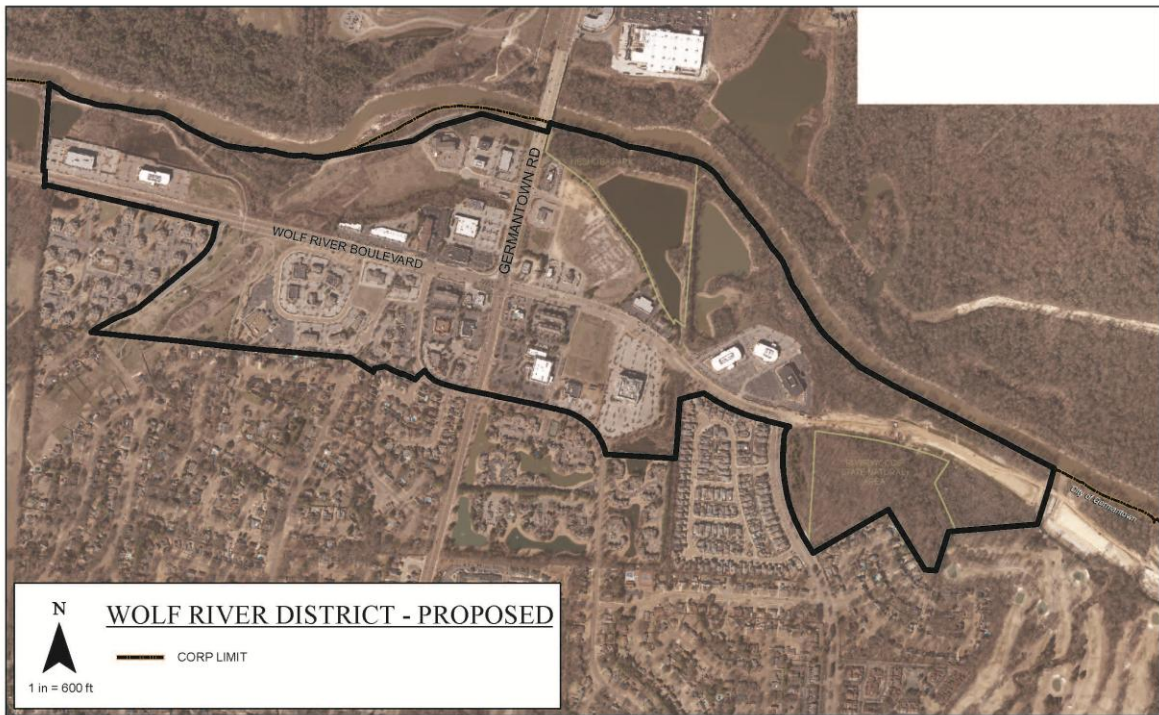 GERMANTOWN RD
WOLF RIVER BOULEVARD
City of Germantown
N
WOLF RIVER DISTRICT - PROPOSED
CORP LIMIT
1 in = 600 ft